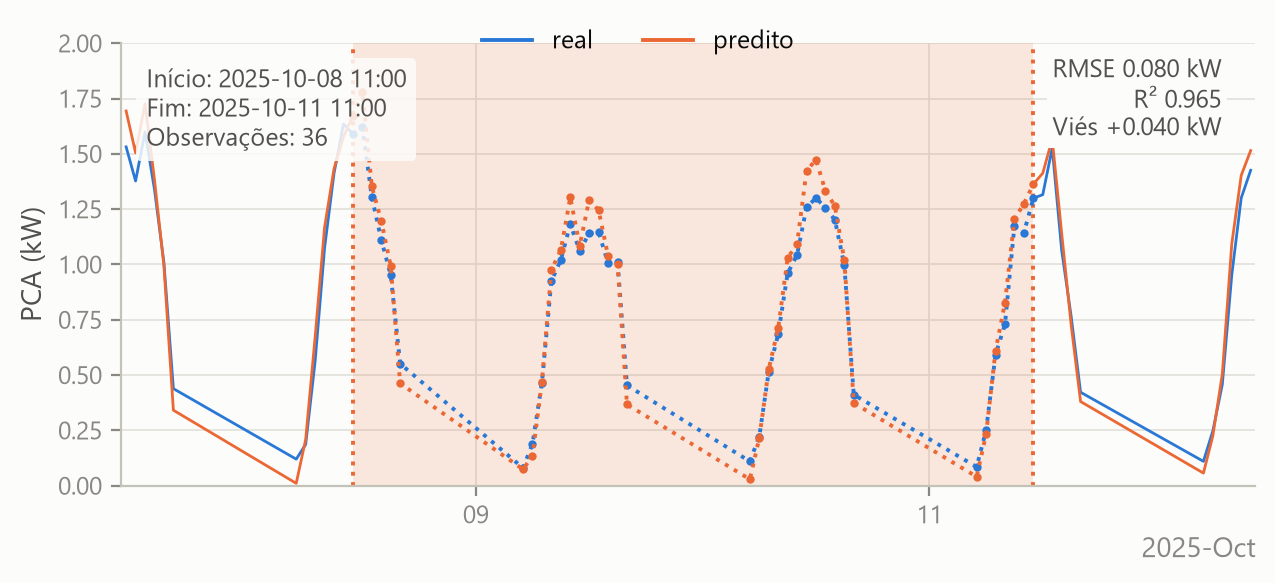 real predito
Início: 2025-10-08 11:00
Fim: 2025-10-11 11:00
Observações: 36
RMSE 0.080 kW
R² 0.965
Viés +0.040 kW
PCA (kW)
2.00
1.75
1.50
1.25
1.00
0.75
0.50
0.25
0.00
09 11
2025-Oct